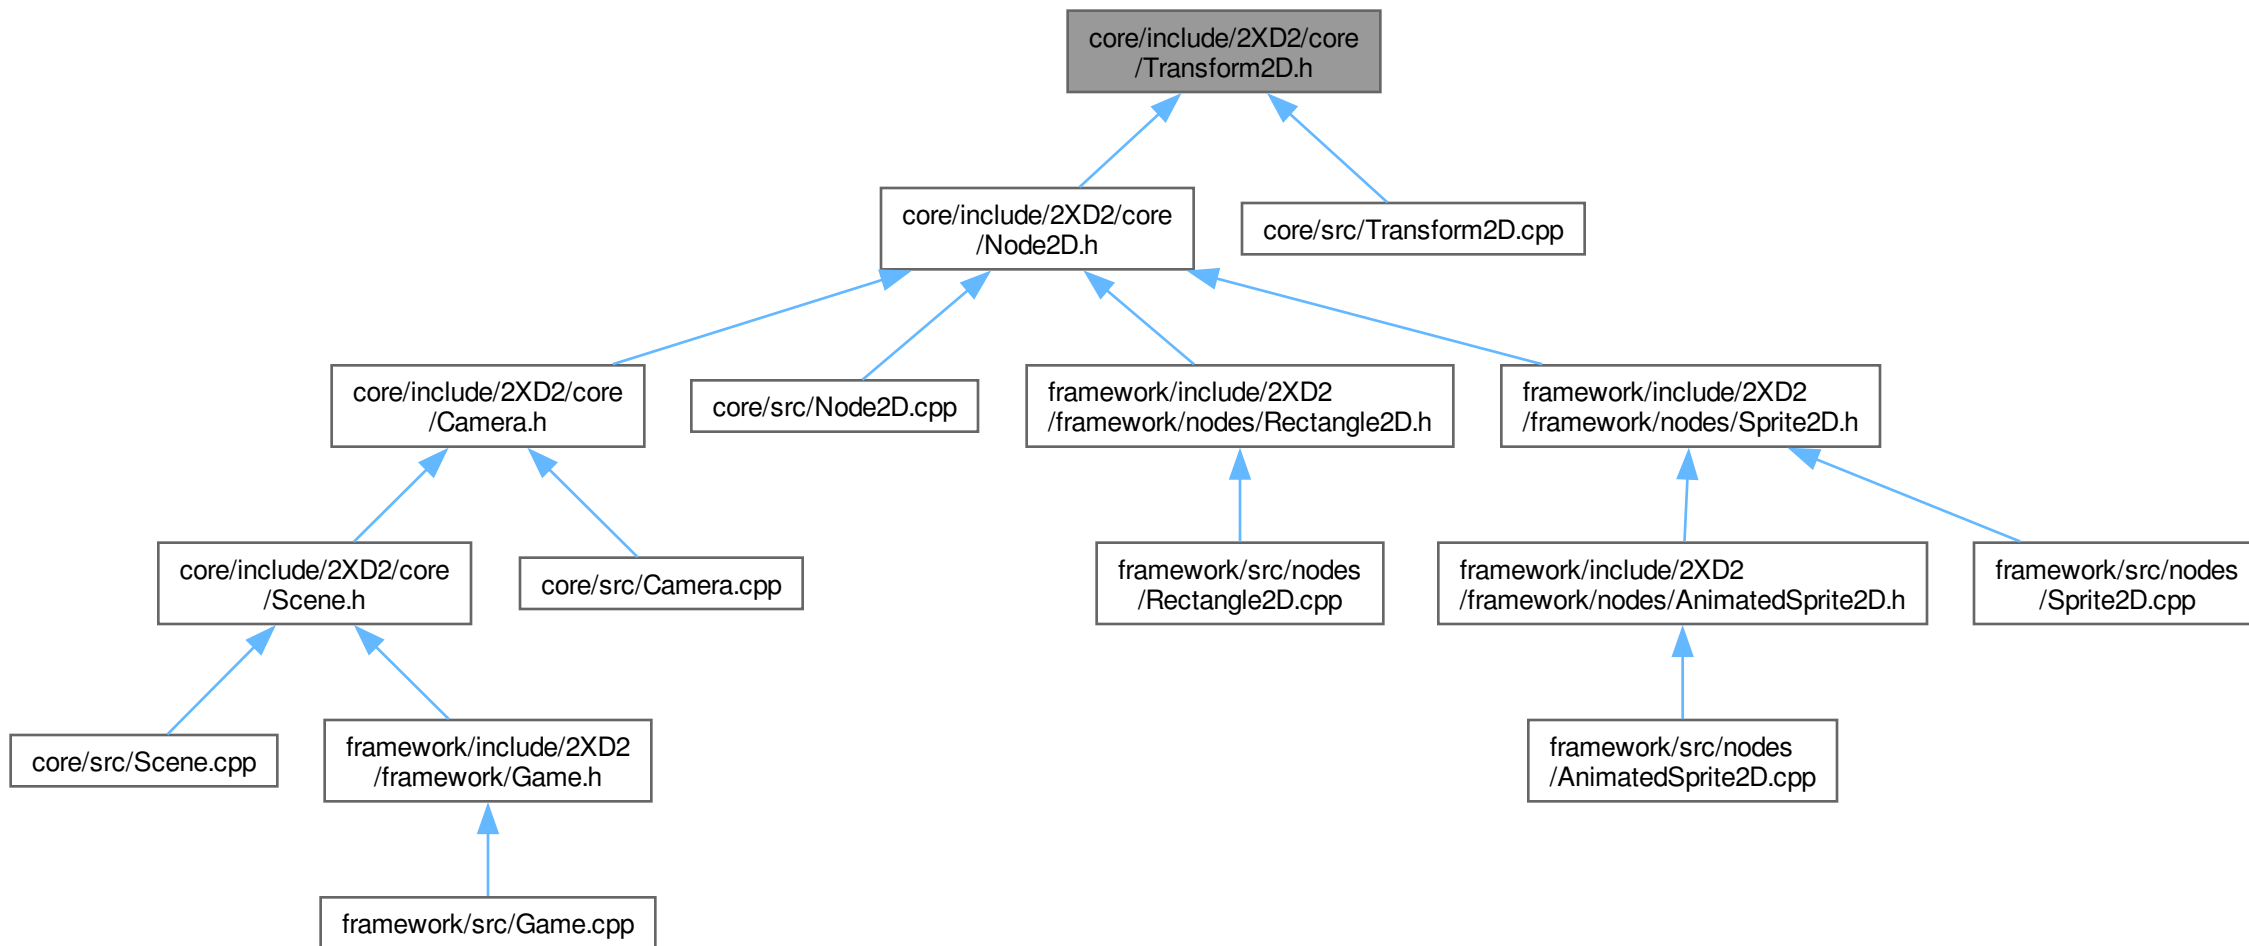 core/include/2XD2/core
/Transform2D.h
core/include/2XD2/core
/Node2D.h
core/src/Transform2D.cpp
core/include/2XD2/core
/Camera.h
core/src/Node2D.cpp
framework/include/2XD2
/framework/nodes/Rectangle2D.h
framework/include/2XD2
/framework/nodes/Sprite2D.h
core/include/2XD2/core
/Scene.h
core/src/Camera.cpp
framework/src/nodes
/Rectangle2D.cpp
framework/include/2XD2
/framework/nodes/AnimatedSprite2D.h
framework/src/nodes
/Sprite2D.cpp
core/src/Scene.cpp
framework/include/2XD2
/framework/Game.h
framework/src/nodes
/AnimatedSprite2D.cpp
framework/src/Game.cpp